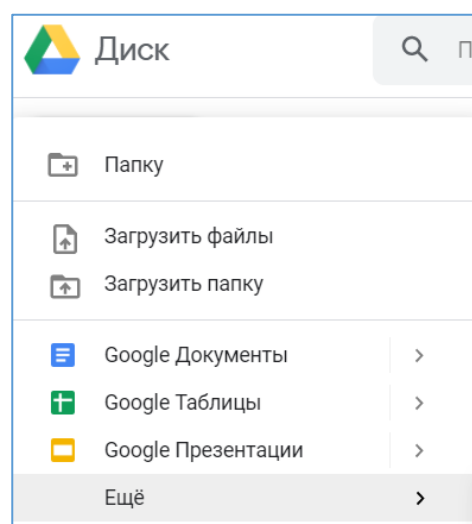 Диск
Папку
Загрузить файлы
Загрузить папку
Google Документы
Google Таблицы
Google Презентации
Ещё